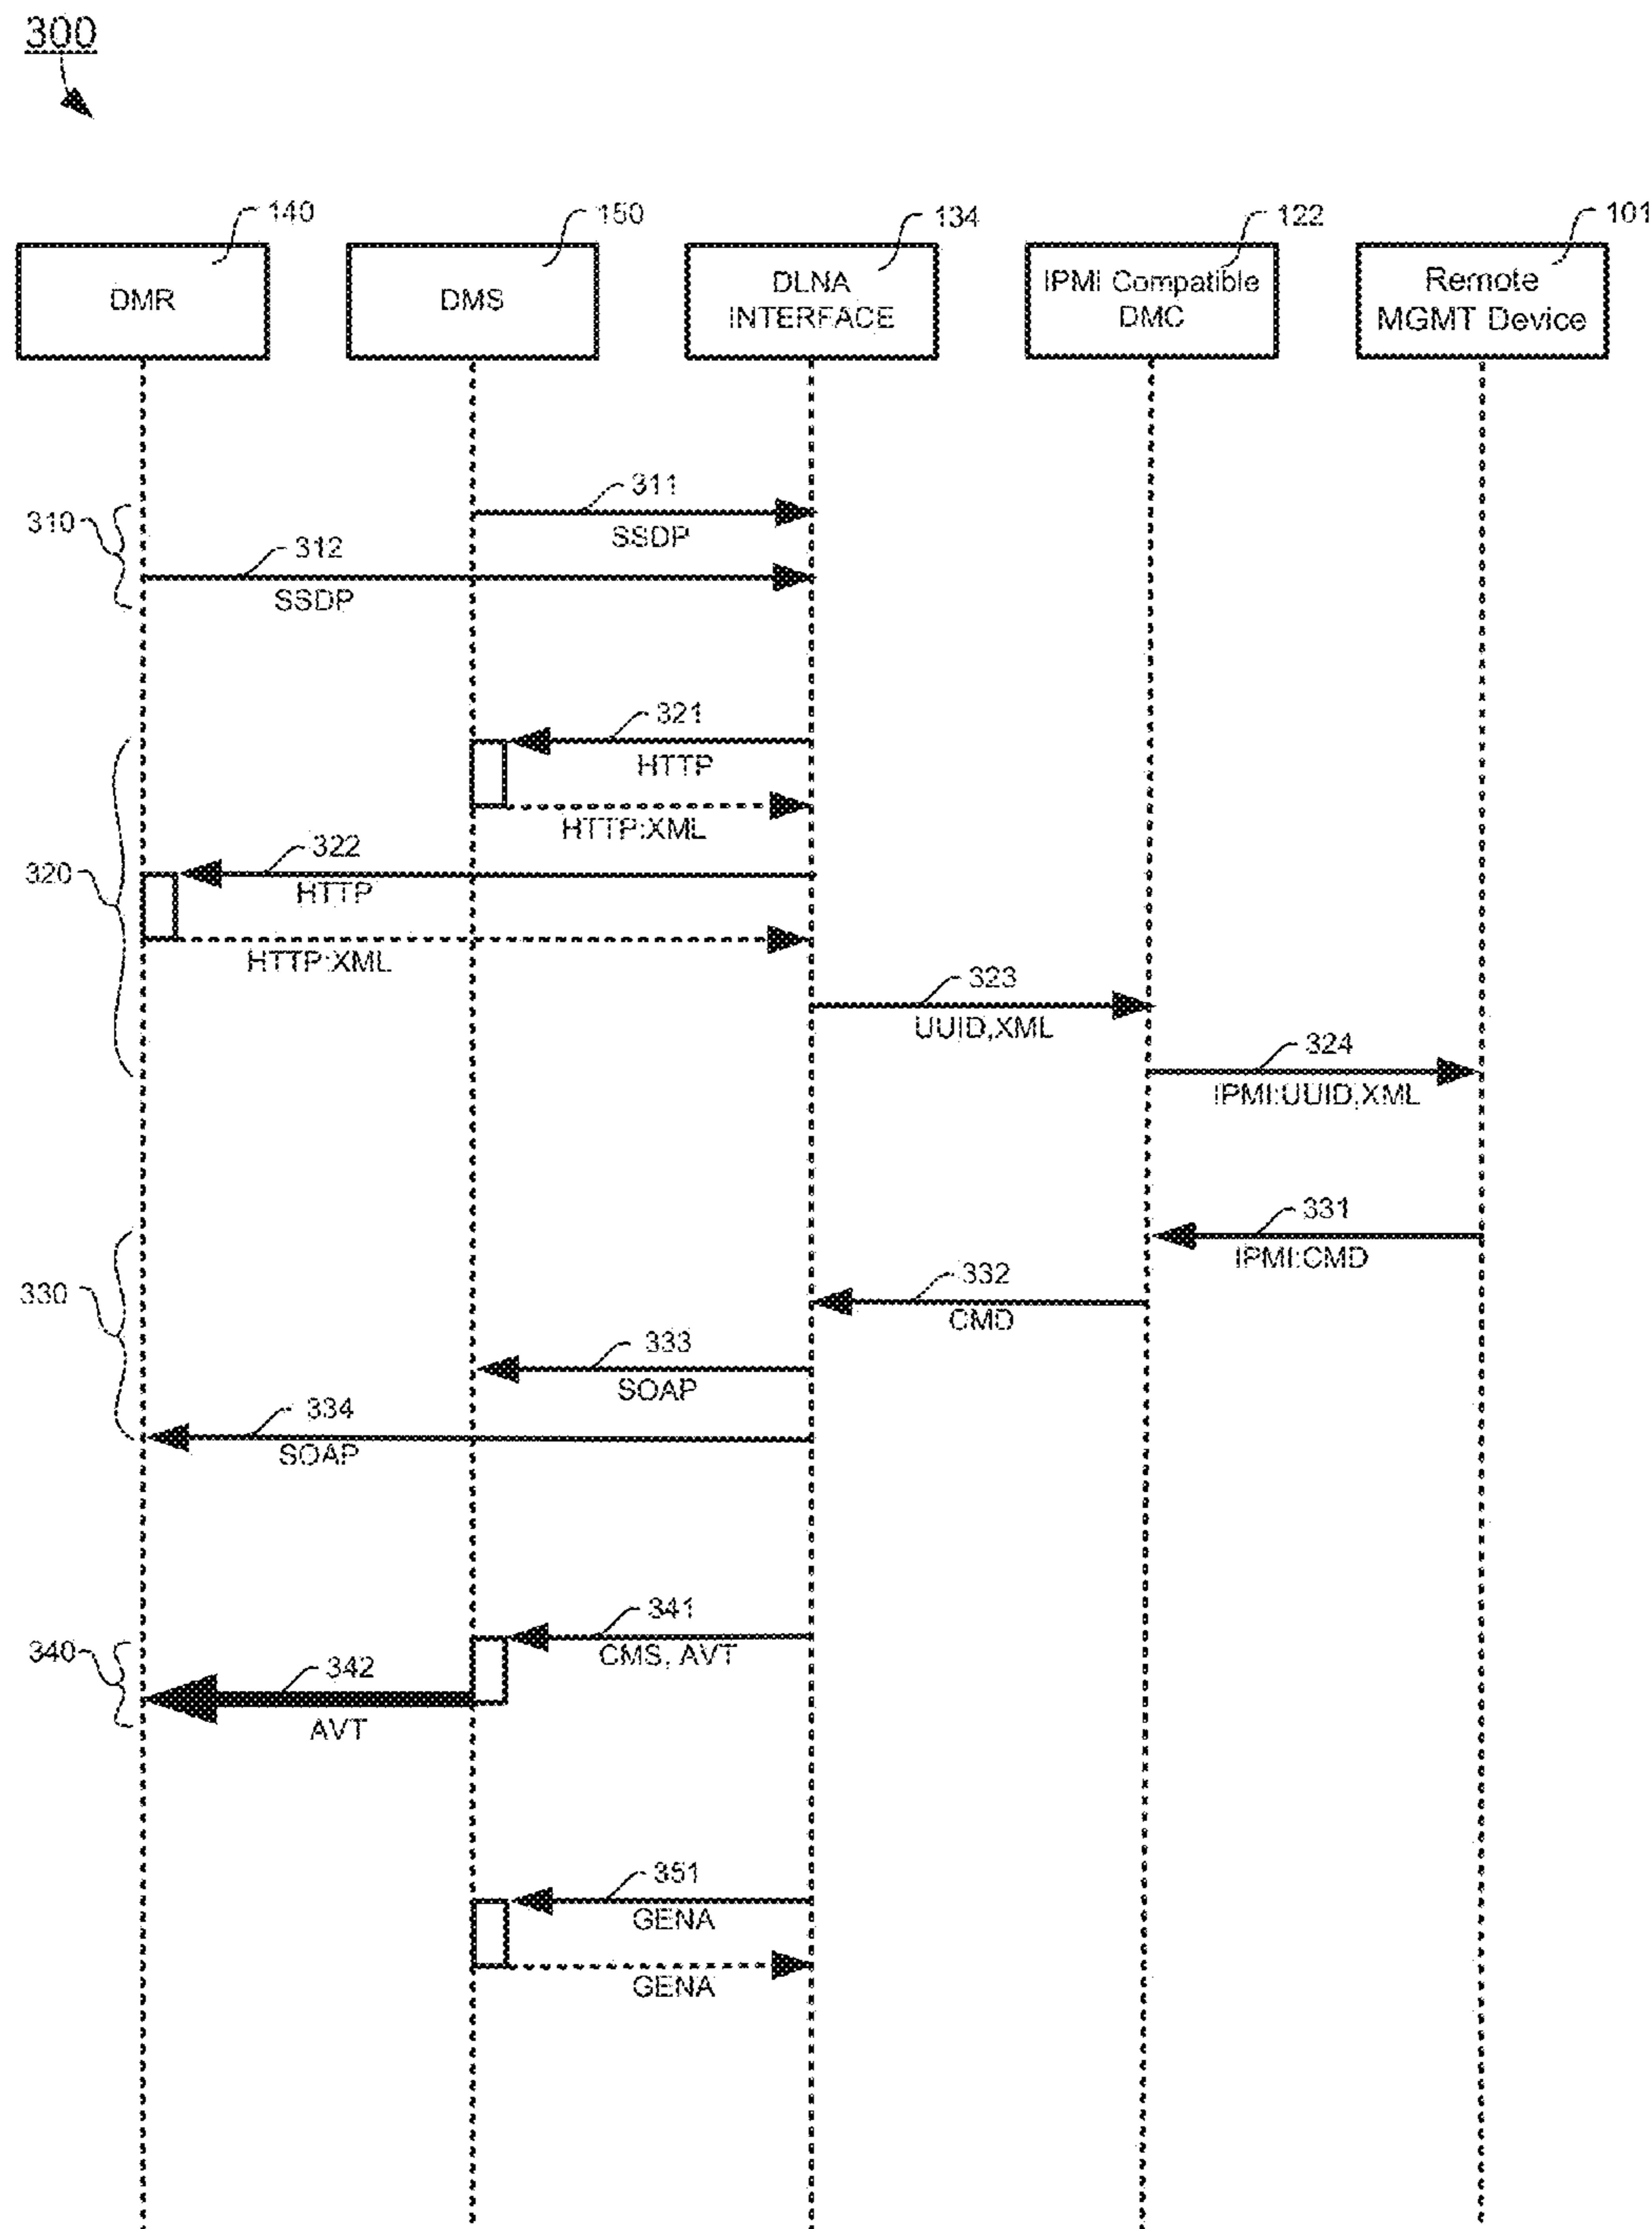 300
140
150
134
122
101
DMR
DMS
DLNA
INTERFACE
IPMI Compatible
DMC
Remote
MGMT Device
310
311
SSDP
312
SSDP
320
321
HTTP
HTTP:XML
322
HTTP
HTTP:XML
323
UUID,XML
324
IPMI:UUID,XML
330
331
IPMI:CMD
332
CMD
333
SOAP
334
SOAP
340
341
CMS, AVT
342
AVT
351
GENA
GENA